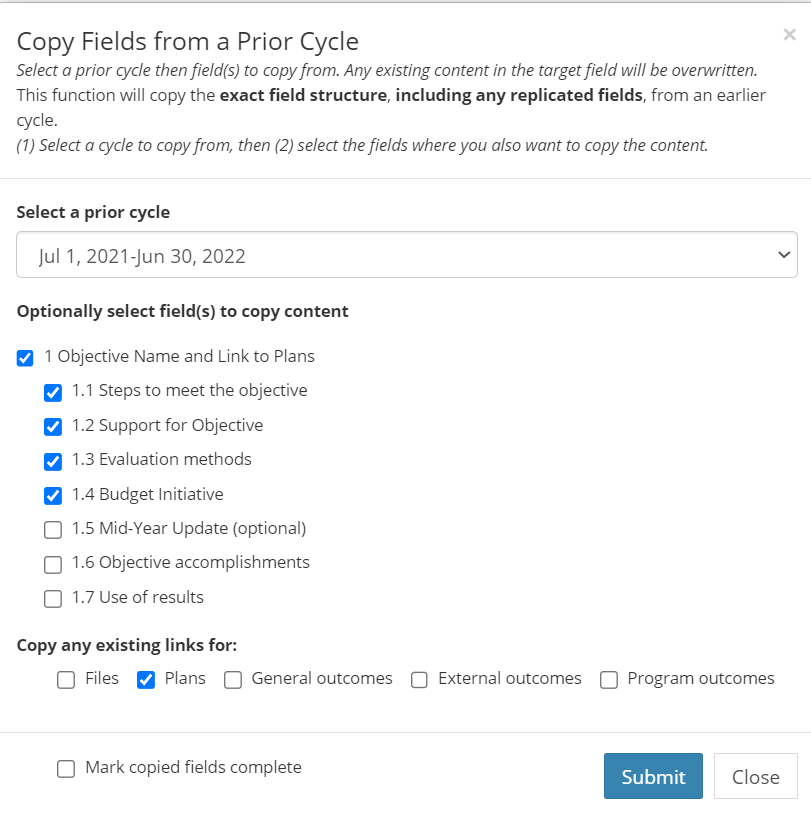 Copy Fields from a Prior Cycle
×
Select a prior cycle then field(s) to copy from. Any existing content in the target field will be overwritten.
This function will copy the exact field structure, including any replicated fields, from an earlier
cycle.
(1) Select a cycle to copy from, then (2) select the fields where you also want to copy the content.
Select a prior cycle
Jul 1, 2021-Jun 30, 2022
Optionally select field(s) to copy content
1 Objective Name and Link to Plans
1.1 Steps to meet the objective
1.2 Support for Objective
1.3 Evaluation methods
1.4 Budget Initiative
1.5 Mid-Year Update (optional)
1.6 Objective accomplishments
1.7 Use of results
Copy any existing links for:
Files Plans General outcomes External outcomes Program outcomes
Mark copied fields complete
Submit Close